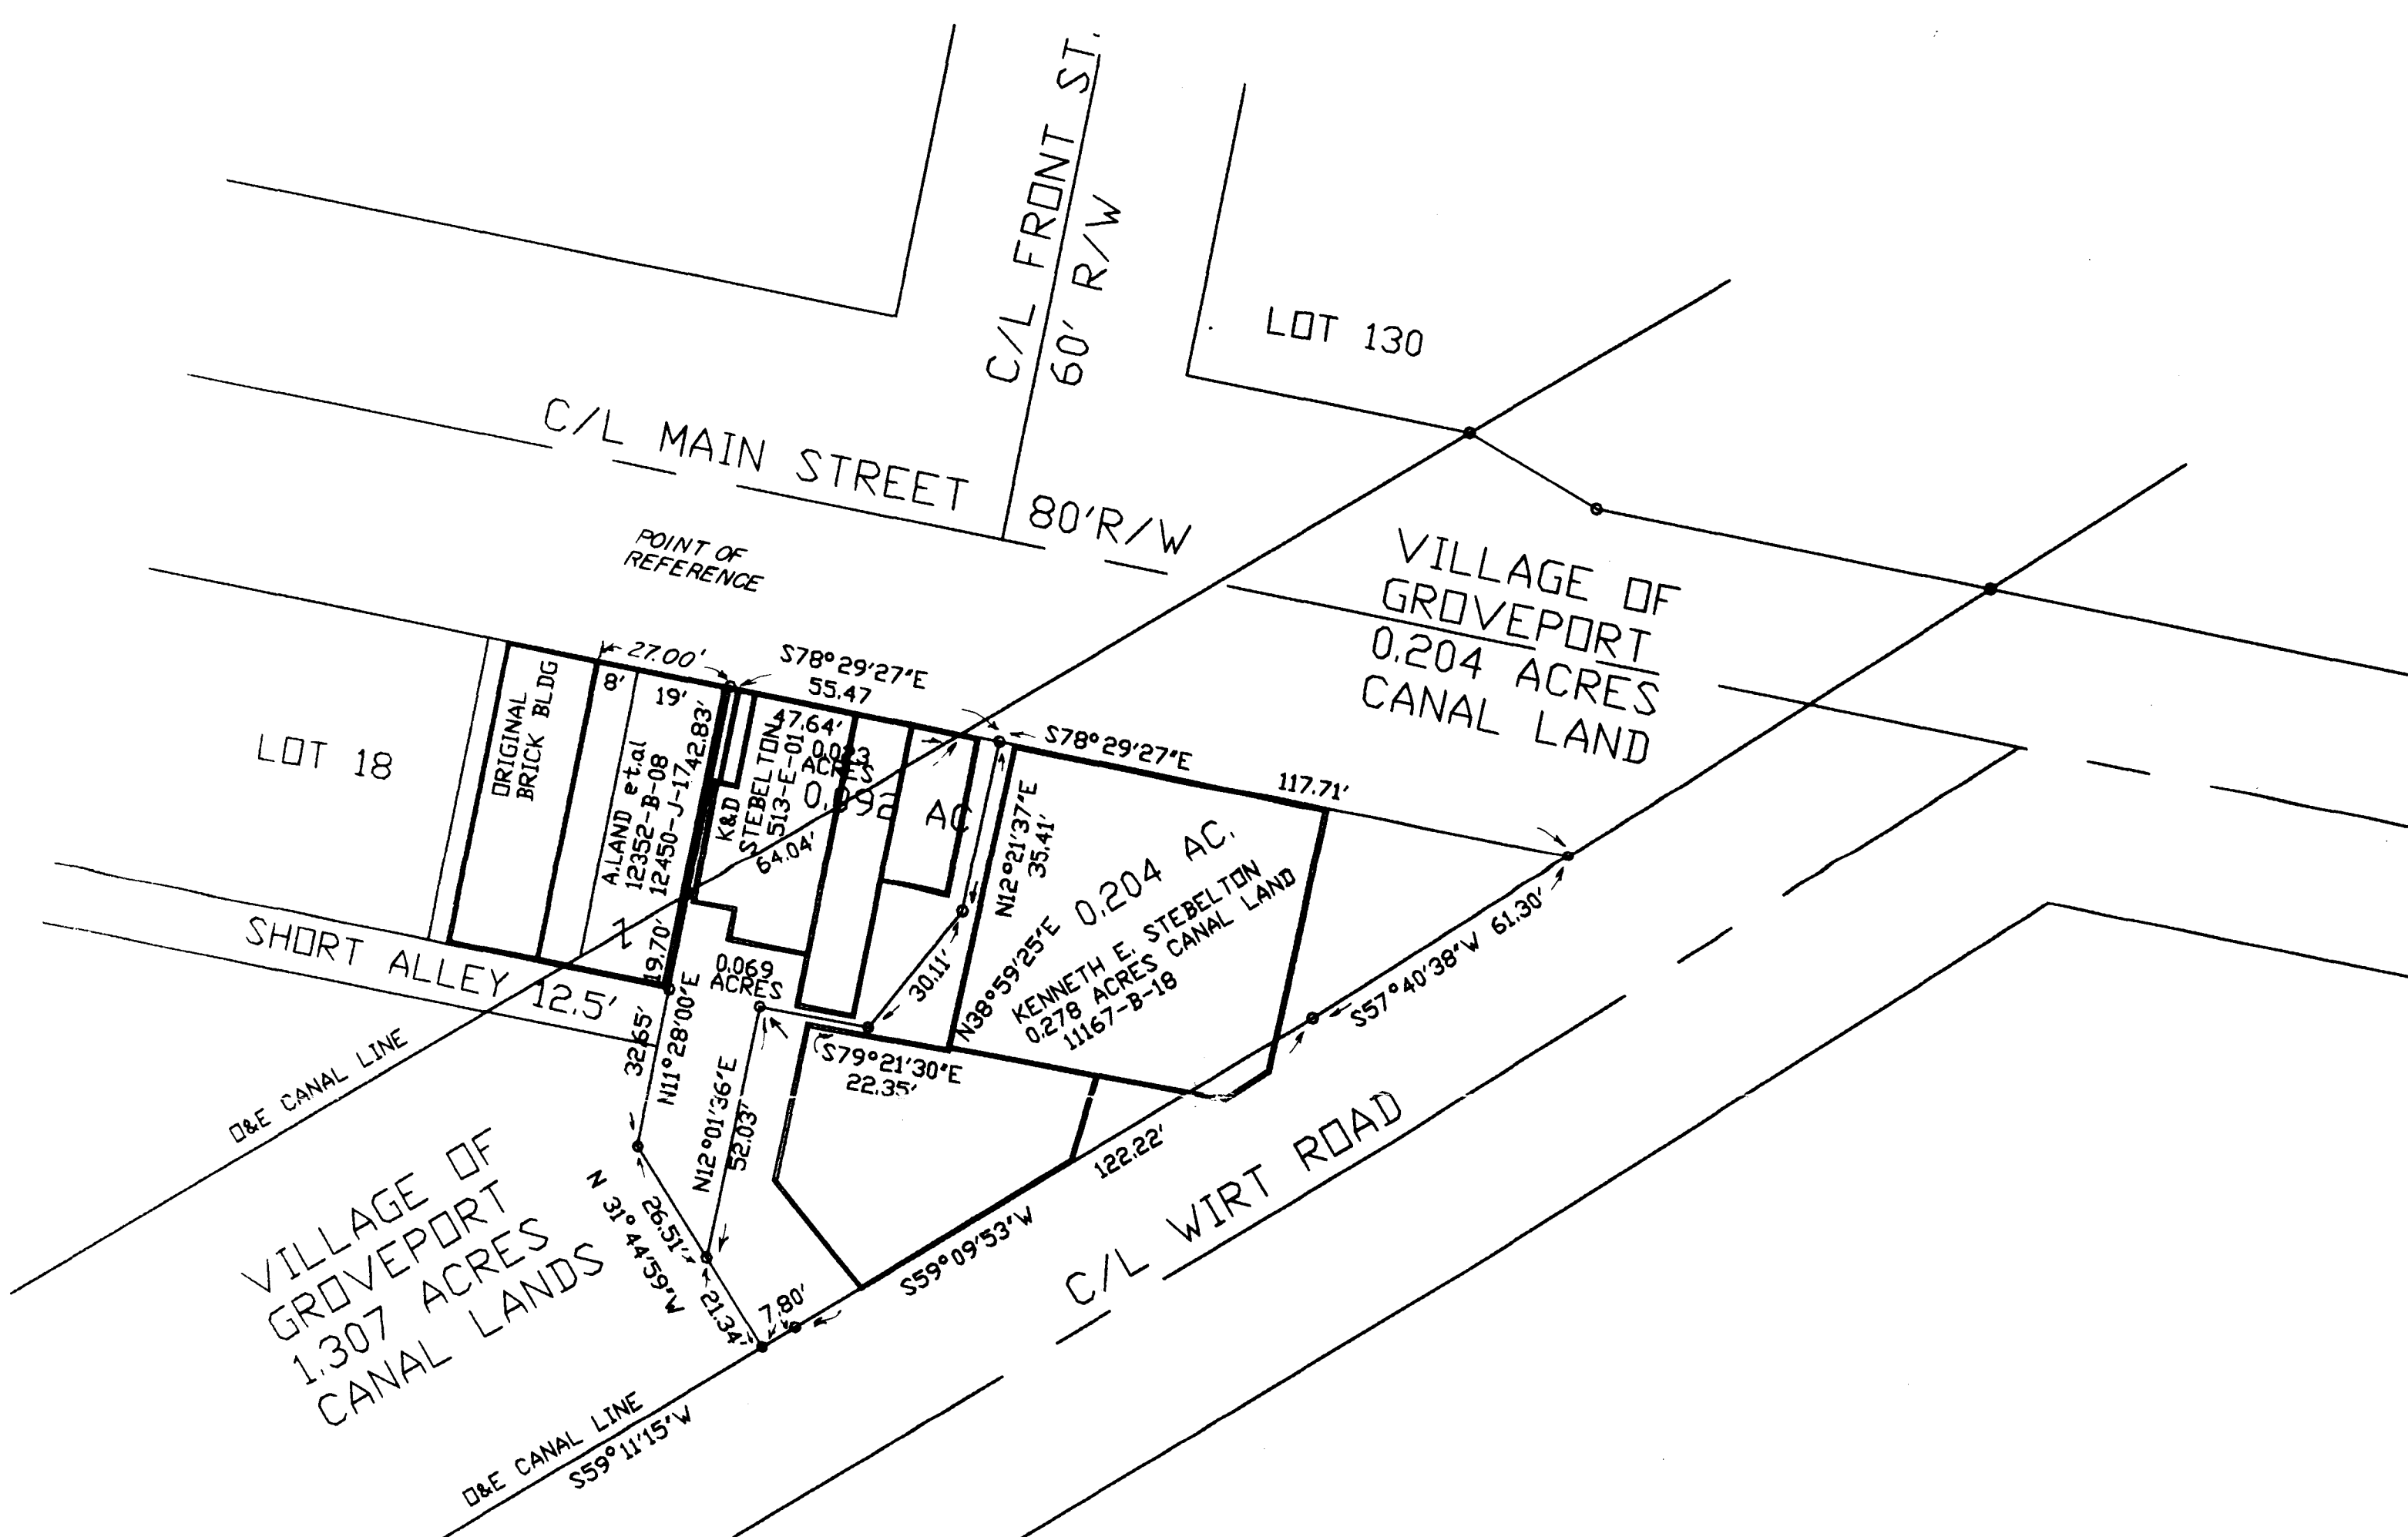 C/L FRONT ST.
60' R/W
LOT 130
C/L MAIN STREET
80'R/W
POINT OF
REFERENCE
VILLAGE OF
GROVEPORT
0.204 ACRES
CANAL LAND
27.00'
S78°29'27"E
55.47
8'
19'
47.64'
S78°29'27"E
117.71'
LOT 18
ORIGINAL
BRICK BLDG
A.LAND et.al
12352-B-08
12450-J-17
42.83'
19.70'
K&D
STEBELTON
513-E-01
0.023
ACRES
0.092 AC
64.04'
N12°21'37"E
35.41'
0.204 AC.
KENNETH E. STEBELTON
0.278 ACRES CANAL LAND
11167-B-18
N38°59'25"E
30.11'
S57°40'38"W 61.30'
SHORT ALLEY 12.5'
0.069
ACRES
32.65'
N11°28'00"E
N12°01'36"E
52.03'
S79°21'30"E
22.35'
O&E CANAL LINE
122.22'
S59°09'53"W
C/L WIRT ROAD
VILLAGE OF
GROVEPORT
1.307 ACRES
CANAL LANDS
N 31°44'59"W
26.51'
21.34'
7.80'
O&E CANAL LINE
S59°11'15"W